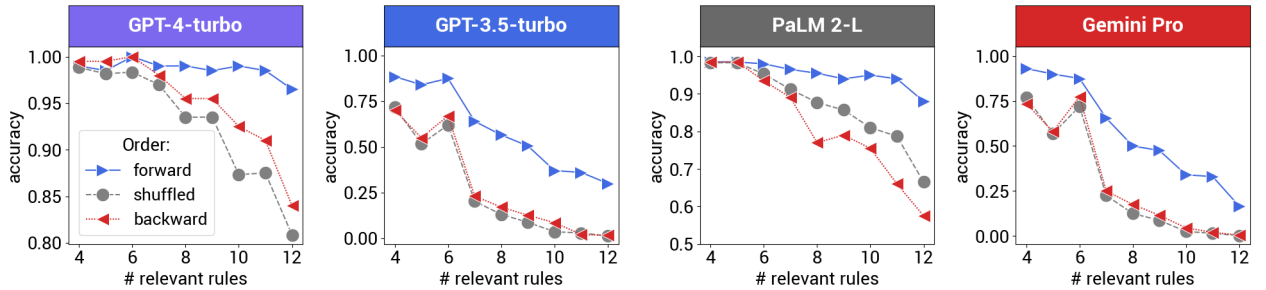 GPT-4-turbo
1.00
0.95
0.90
0.85
0.80
accuracy
Order:
forward
shuffled
backward
4 6 8 10 12
# relevant rules
GPT-3.5-turbo
1.00
0.75
0.50
0.25
0.00
accuracy
4 6 8 10 12
# relevant rules
PaLM 2-L
1.0
0.9
0.8
0.7
0.6
0.5
accuracy
4 6 8 10 12
# relevant rules
Gemini Pro
1.00
0.75
0.50
0.25
0.00
accuracy
4 6 8 10 12
# relevant rules